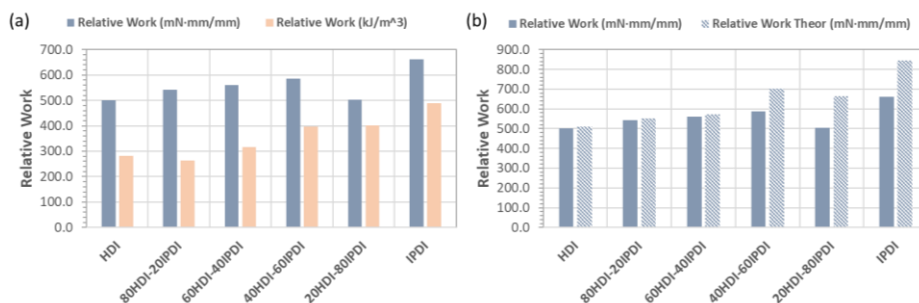 (a)
Relative Work (mN-mm/mm)
Relative Work (kJ/m^3)
700.0
600.0
500.0
400.0
300.0
200.0
100.0
0.0
Relative Work
HDI
80HDI-20IPDI
60HDI-40IPDI
40HDI-60IPDI
20HDI-80IPDI
IPDI
(b)
Relative Work (mN-mm/mm)
Relative Work Theor (mN-mm/mm)
900.0
800.0
700.0
600.0
500.0
400.0
300.0
200.0
100.0
0.0
Relative Work
HDI
80HDI-20IPDI
60HDI-40IPDI
40HDI-60IPDI
20HDI-80IPDI
IPDI